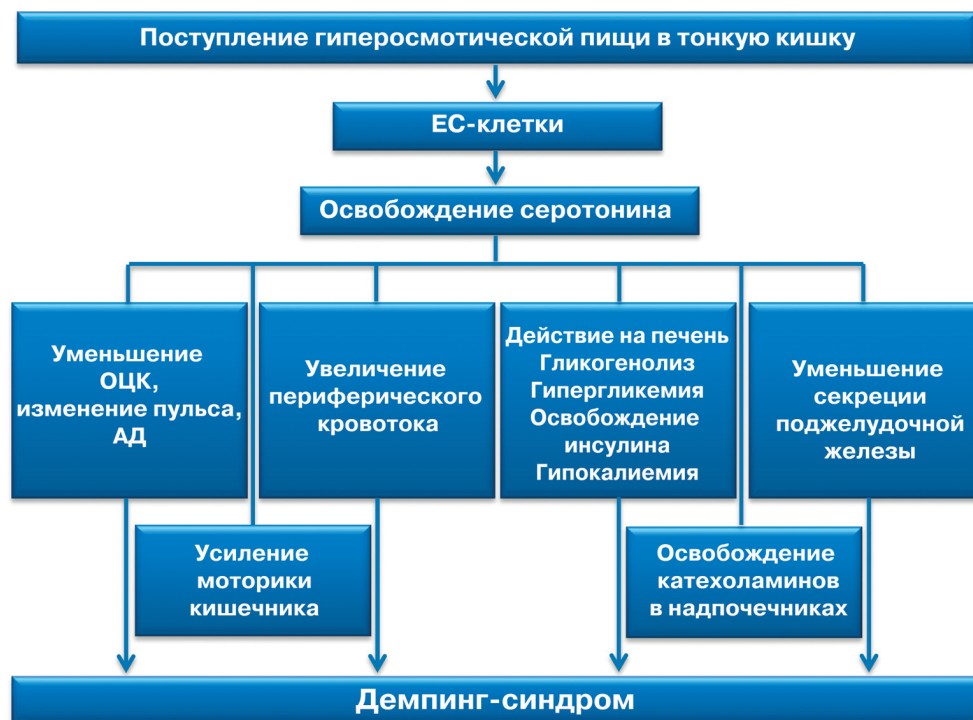 Поступление гиперосмотической пищи в тонкую кишку
ЕС-клетки
Освобождение серотонина
Уменьшение
ОЦК,
изменение пульса,
АД
Увеличение
периферического
кровотока
Действие на печень
Гликогенолиз
Гипергликемия
Освобождение
инсулина
Гипокалиемия
Уменьшение
секреции
поджелудочной
железы
Усиление
моторики
кишечника
Освобождение
катехоламинов
в надпочечниках
Демпинг-синдром